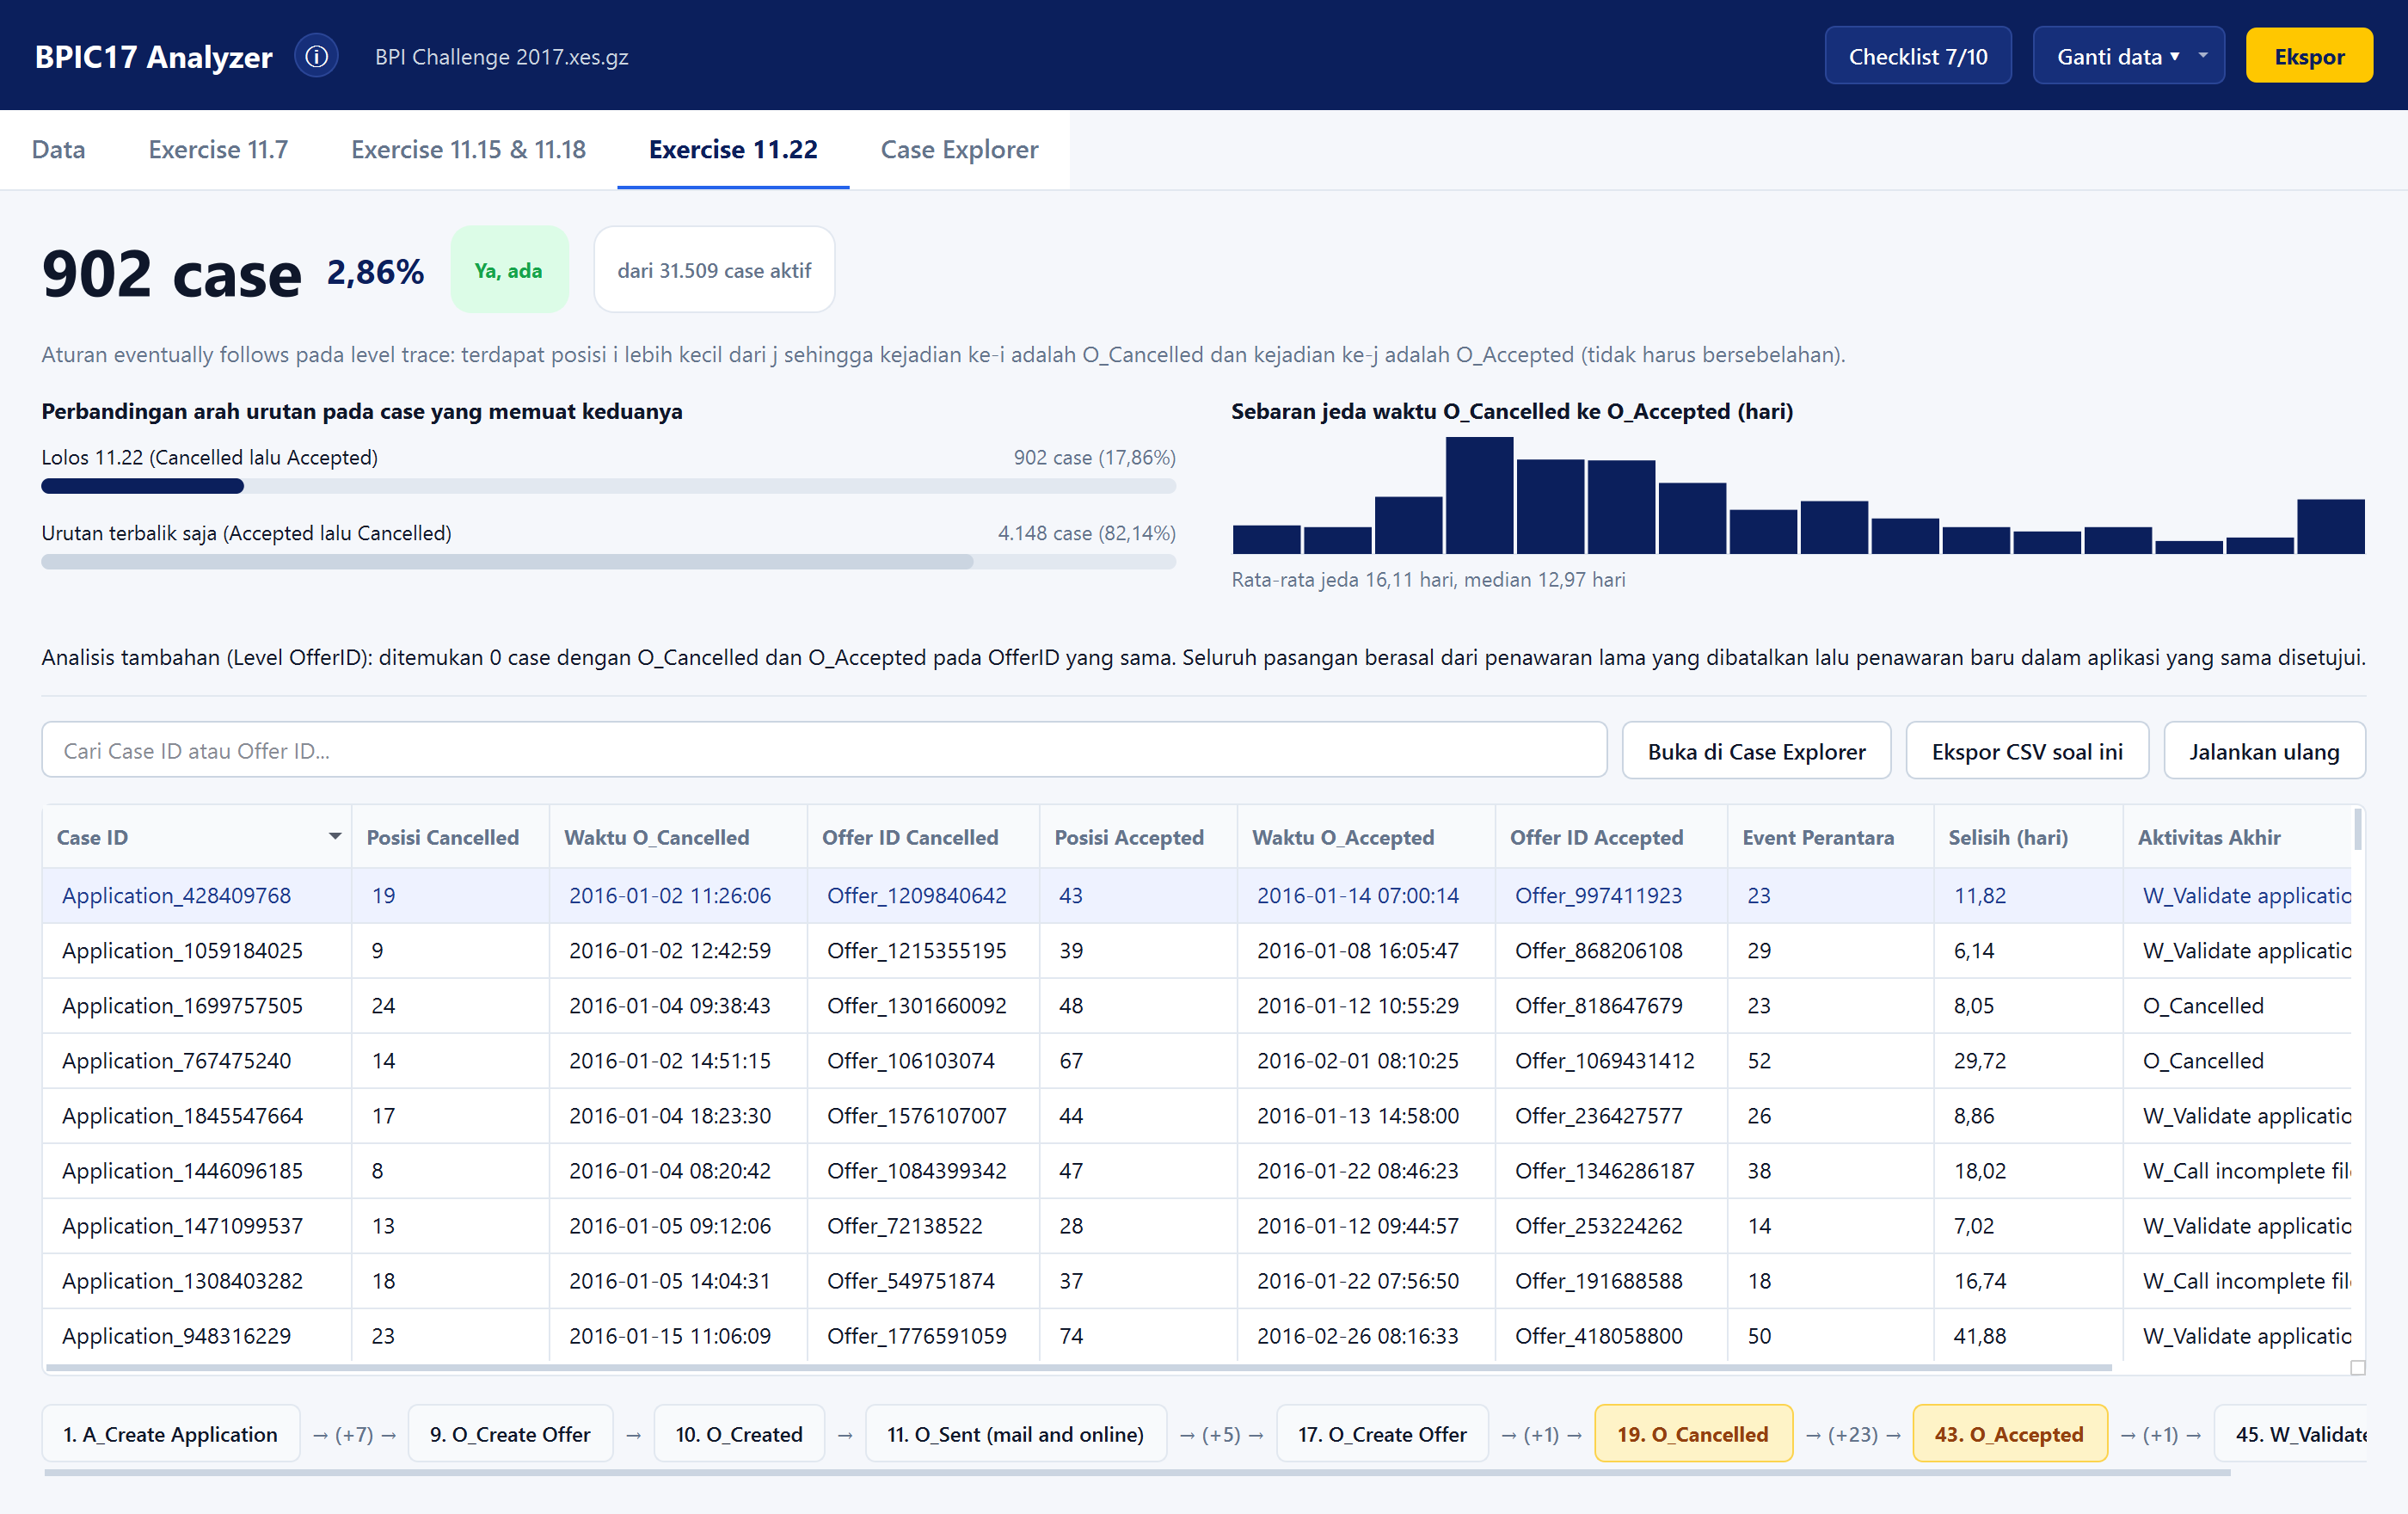 BPIC17 Analyzer ⓘ BPI Challenge 2017.xes.gz Checklist 7/10 Ganti data ▾ Ekspor
Data Exercise 11.7 Exercise 11.15 & 11.18 Exercise 11.22 Case Explorer
902 case 2,86% Ya, ada dari 31.509 case aktif
Aturan eventually follows pada level trace: terdapat posisi i lebih kecil dari j sehingga kejadian ke-i adalah O_Cancelled dan kejadian ke-j adalah O_Accepted (tidak harus bersebelahan).
Perbandingan arah urutan pada case yang memuat keduanya
Lolos 11.22 (Cancelled lalu Accepted) 902 case (17,86%)
Urutan terbalik saja (Accepted lalu Cancelled) 4.148 case (82,14%)
Sebaran jeda waktu O_Cancelled ke O_Accepted (hari)
Rata-rata jeda 16,11 hari, median 12,97 hari
Analisis tambahan (Level OfferID): ditemukan 0 case dengan O_Cancelled dan O_Accepted pada OfferID yang sama. Seluruh pasangan berasal dari penawaran lama yang dibatalkan lalu penawaran baru dalam aplikasi yang sama disetujui.
Cari Case ID atau Offer ID... Buka di Case Explorer Ekspor CSV soal ini Jalankan ulang
Case ID Posisi Cancelled Waktu O_Cancelled Offer ID Cancelled Posisi Accepted Waktu O_Accepted Offer ID Accepted Event Perantara Selisih (hari) Aktivitas Akhir
Application_428409768 19 2016-01-02 11:26:06 Offer_1209840642 43 2016-01-14 07:00:14 Offer_997411923 23 11,82 W_Validate applicatio
Application_1059184025 9 2016-01-02 12:42:59 Offer_1215355195 39 2016-01-08 16:05:47 Offer_868206108 29 6,14 W_Validate applicatio
Application_1699757505 24 2016-01-04 09:38:43 Offer_1301660092 48 2016-01-12 10:55:29 Offer_818647679 23 8,05 O_Cancelled
Application_767475240 14 2016-01-02 14:51:15 Offer_106103074 67 2016-02-01 08:10:25 Offer_1069431412 52 29,72 O_Cancelled
Application_1845547664 17 2016-01-04 18:23:30 Offer_1576107007 44 2016-01-13 14:58:00 Offer_236427577 26 8,86 W_Validate applicatio
Application_1446096185 8 2016-01-04 08:20:42 Offer_1084399342 47 2016-01-22 08:46:23 Offer_1346286187 38 18,02 W_Call incomplete fil
Application_1471099537 13 2016-01-05 09:12:06 Offer_72138522 28 2016-01-12 09:44:57 Offer_253224262 14 7,02 W_Validate applicatio
Application_1308403282 18 2016-01-05 14:04:31 Offer_549751874 37 2016-01-22 07:56:50 Offer_191688588 18 16,74 W_Call incomplete fil
Application_948316229 23 2016-01-15 11:06:09 Offer_1776591059 74 2016-02-26 08:16:33 Offer_418058800 50 41,88 W_Validate applicatio
1. A_Create Application → (+7) → 9. O_Create Offer → 10. O_Created → 11. O_Sent (mail and online) → (+5) → 17. O_Create Offer → (+1) → 19. O_Cancelled → (+23) → 43. O_Accepted → (+1) → 45. W_Validate